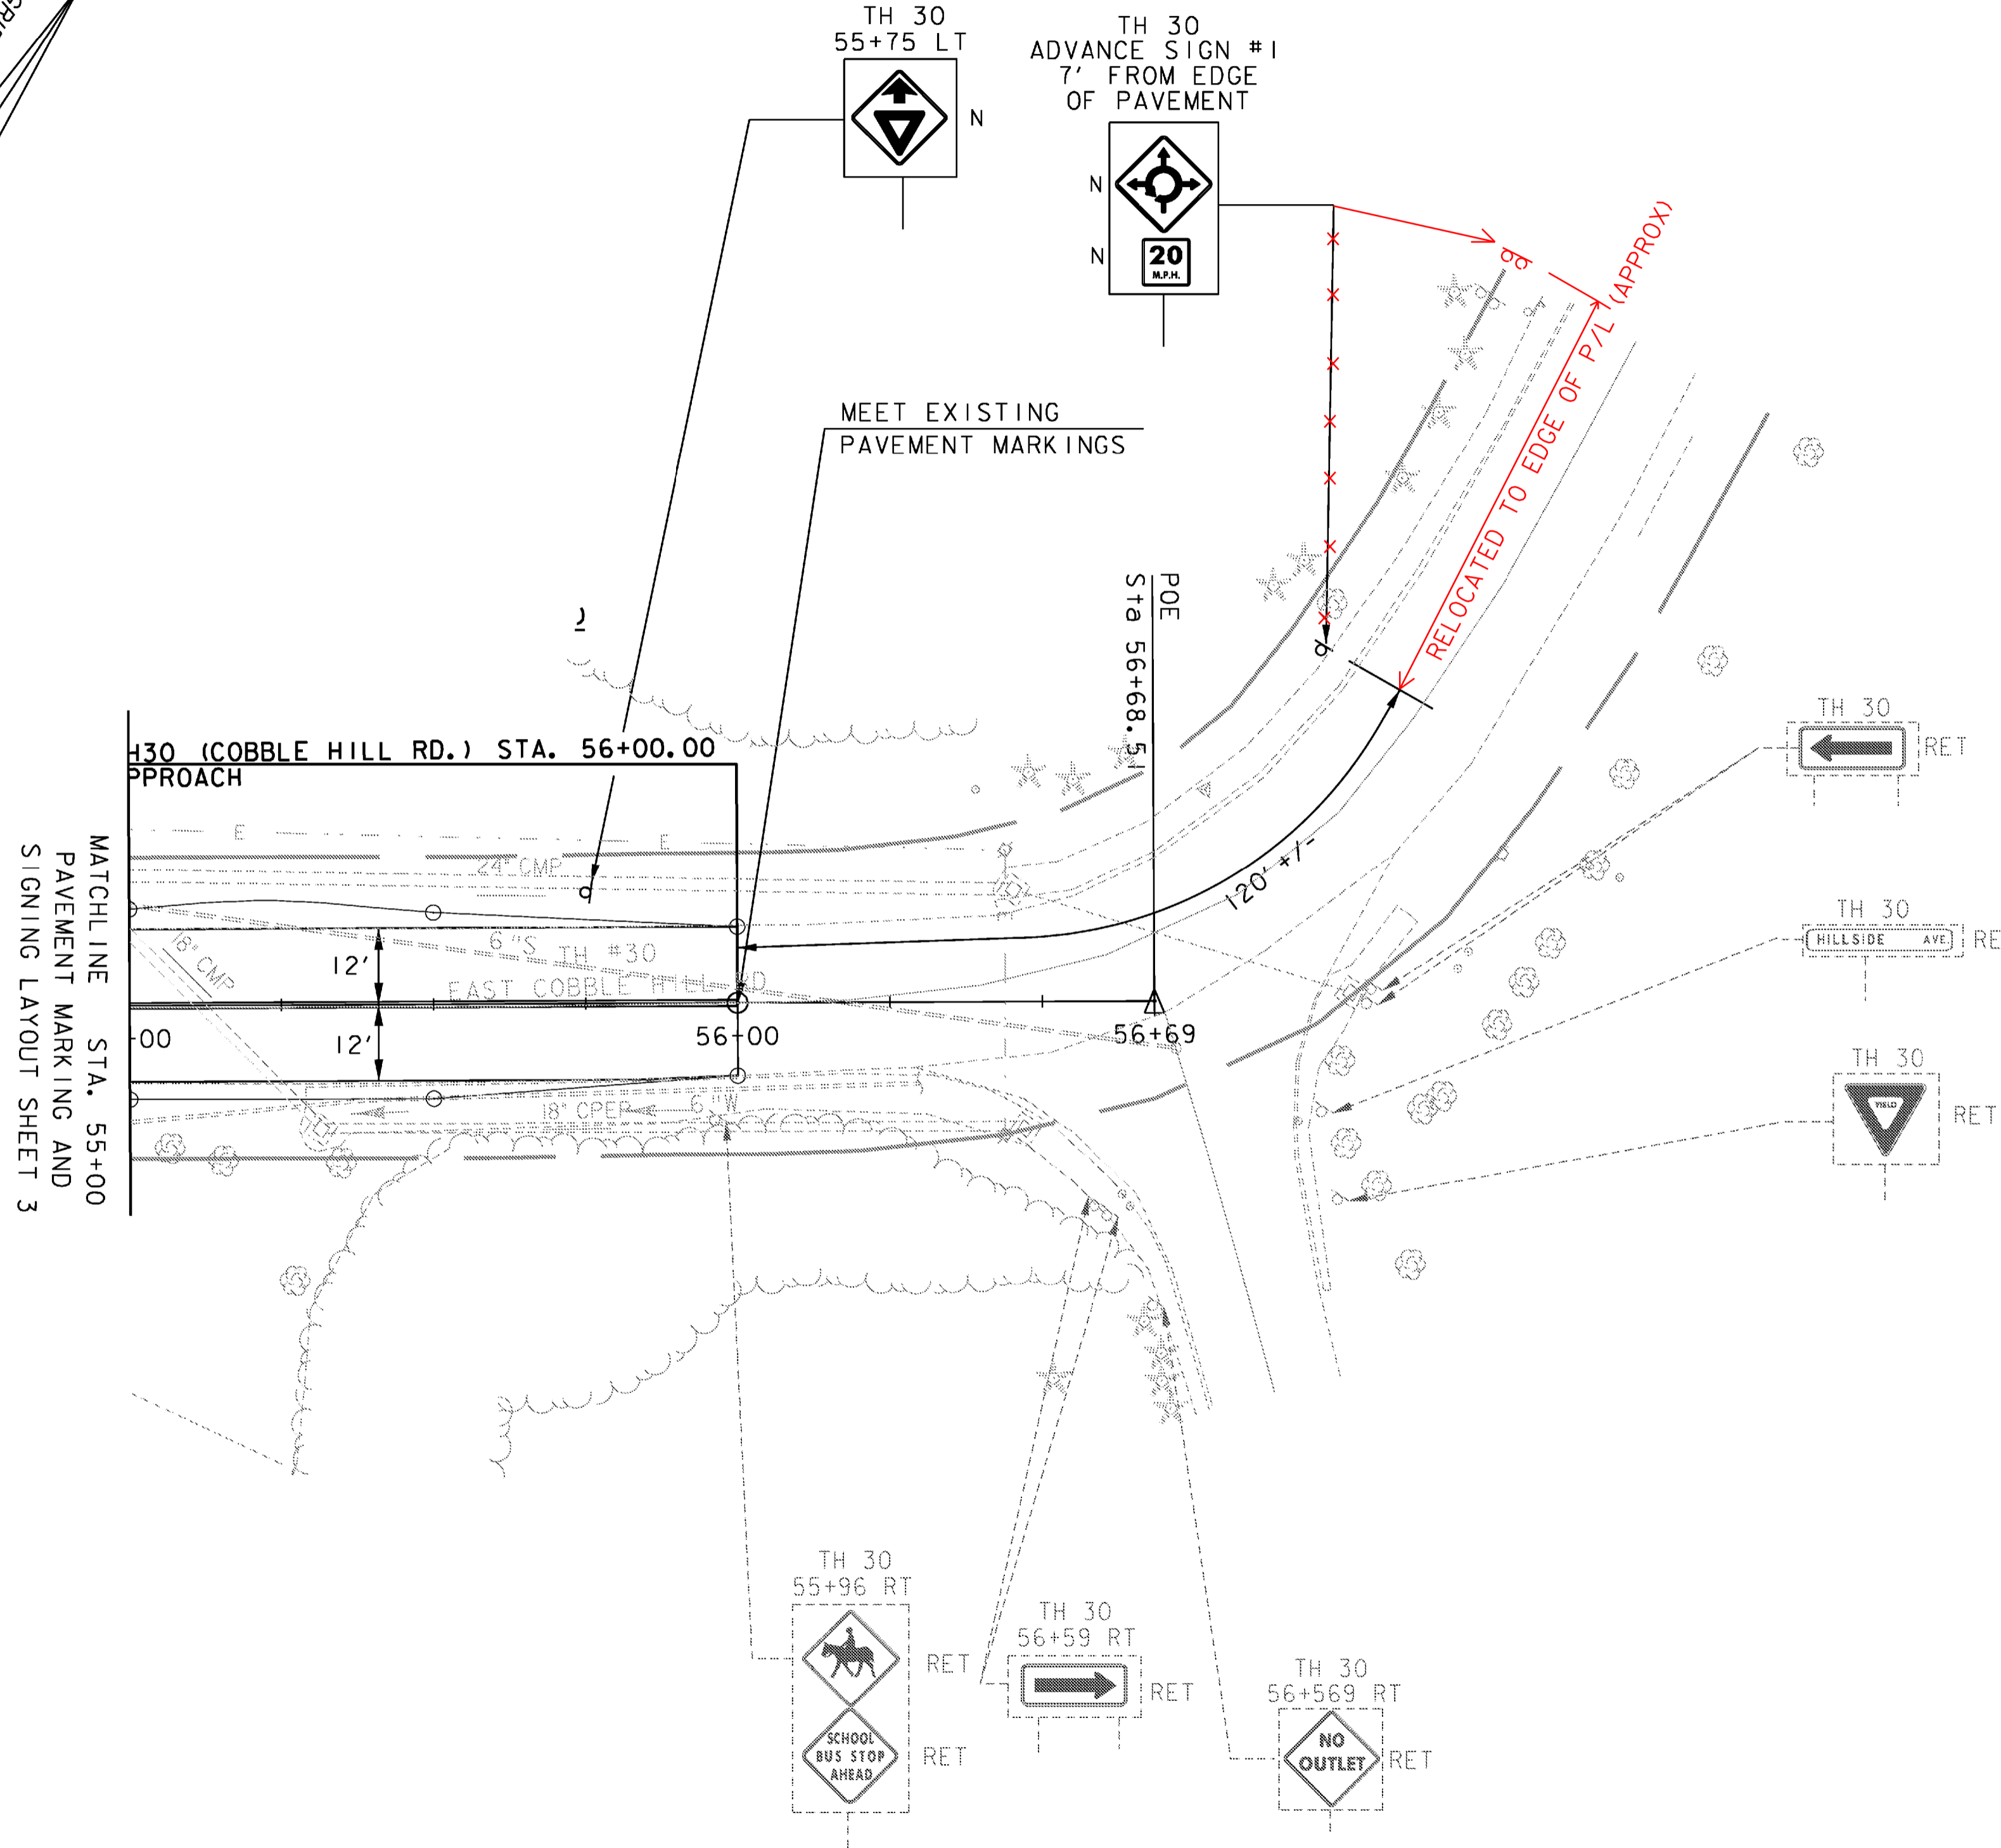 TH 30
55+75 LT
N
TH 30
ADVANCE SIGN #1
7' FROM EDGE
OF PAVEMENT
N
N
20
M.P.H.
RELOCATED TO EDGE OF P/L (APPROX)
MEET EXISTING
PAVEMENT MARKINGS
POE
Sta 56+68.51
H30 (COBBLE HILL RD.) STA. 56+00.00
PPROACH
MATCHLINE STA. 55+00
PAVEMENT MARKING AND
SIGNING LAYOUT SHEET 3
E
E
24" CMP
18" CMP
6"S
TH #30
EAST COBBLE HILL RD
12'
12'
-00
56+00
56+69
120' +/-
18" CPEP
6"W
TH 30
RET
TH 30
HILLSIDE AVE.
RE
TH 30
YIELD
RET
TH 30
55+96 RT
RET
SCHOOL
BUS STOP
AHEAD
RET
TH 30
56+59 RT
RET
TH 30
56+569 RT
NO
OUTLET
RET